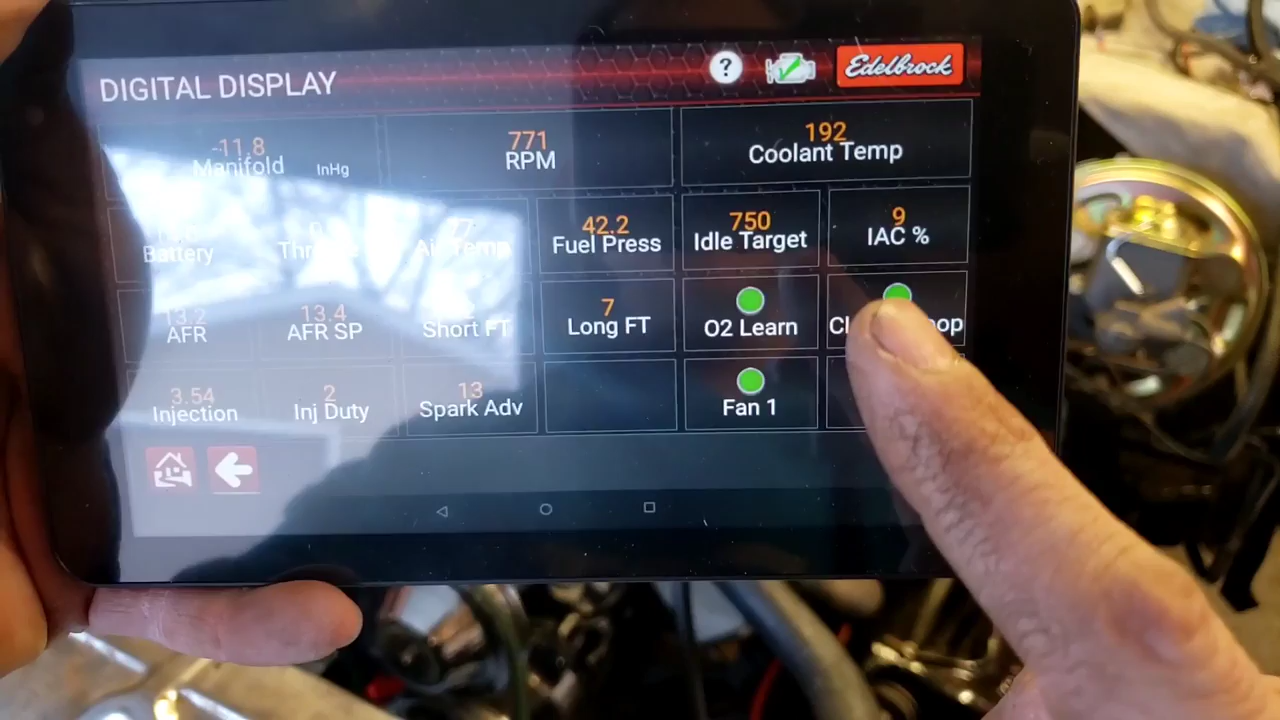 DIGITAL DISPLAY
?
Edelbrock
-11.8
Manifold InHg
771
RPM
192
Coolant Temp
Battery
Air Temp
42.2
Fuel Press
750
Idle Target
9
IAC %
13.2
AFR
13.4
AFR SP
Short FT
7
Long FT
O2 Learn
3.54
Injection
2
Inj Duty
13
Spark Adv
Fan 1